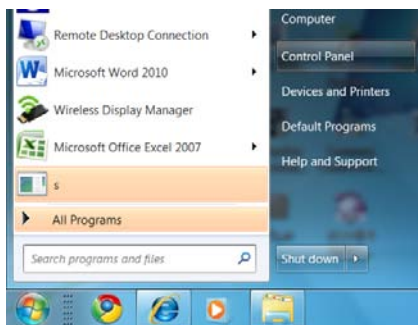 Remote Desktop Connection
Microsoft Word 2010
Wireless Display Manager
Microsoft Office Excel 2007
s
All Programs
Search programs and files
Computer
Control Panel
Devices and Printers
Default Programs
Help and Support
Shut down